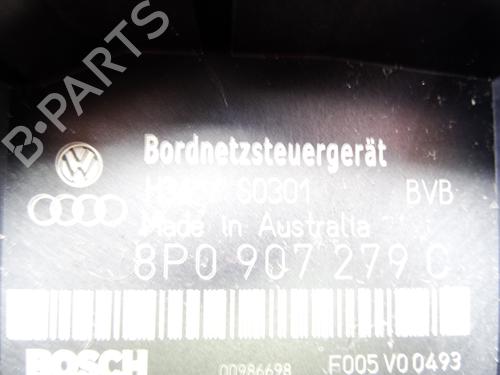 B-PARTS
Bordnetzsteuergerät
S0301 BVB
Made in Australia
8P0 907 279 C
BOSCH 00986698 F005 V0 0493